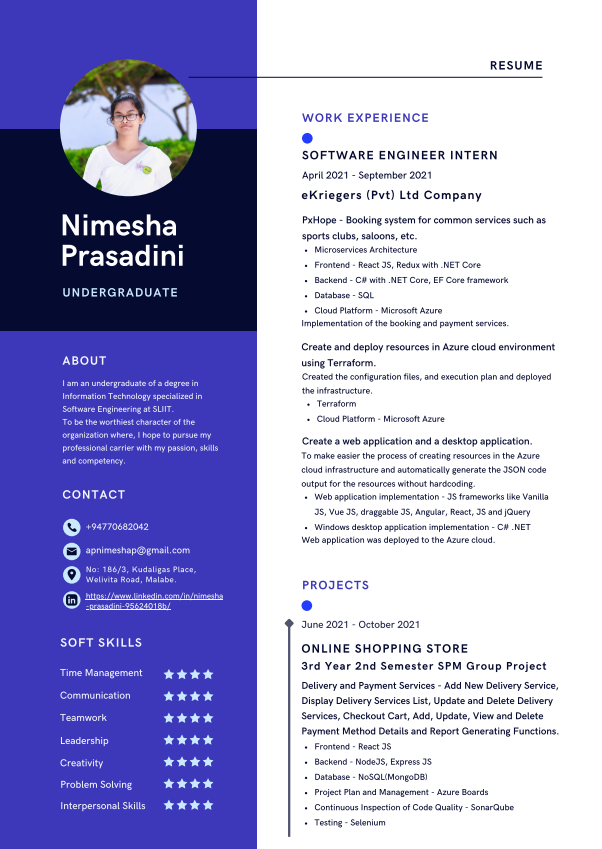 RESUME
Nimesha
Prasadini
UNDERGRADUATE
ABOUT
I am an undergraduate of a degree in
Information Technology specialized in
Software Engineering at SLIIT.
To be the worthiest character of the
organization where, I hope to pursue my
professional carrier with my passion, skills
and competency.
CONTACT
+94770682042
apnimeshap@gmail.com
No: 186/3, Kudaligas Place,
Welivita Road, Malabe.
https://www.linkedin.com/in/nimesha
-prasadini-95624018b/
SOFT SKILLS
Time Management
Communication
Teamwork
Leadership
Creativity
Problem Solving
Interpersonal Skills
WORK EXPERIENCE
SOFTWARE ENGINEER INTERN
April 2021 - September 2021
eKriegers (Pvt) Ltd Company
PxHope - Booking system for common services such as
sports clubs, saloons, etc.
• Microservices Architecture
• Frontend - React JS, Redux with .NET Core
• Backend - C# with .NET Core, EF Core framework
• Database - SQL
• Cloud Platform - Microsoft Azure
Implementation of the booking and payment services.
Create and deploy resources in Azure cloud environment
using Terraform.
Created the configuration files, and execution plan and deployed
the infrastructure.
• Terraform
• Cloud Platform - Microsoft Azure
Create a web application and a desktop application.
To make easier the process of creating resources in the Azure
cloud infrastructure and automatically generate the JSON code
output for the resources without hardcoding.
• Web application implementation - JS frameworks like Vanilla
JS, Vue JS, draggable JS, Angular, React, JS and jQuery
• Windows desktop application implementation - C# .NET
Web application was deployed to the Azure cloud.
PROJECTS
June 2021 - October 2021
ONLINE SHOPPING STORE
3rd Year 2nd Semester SPM Group Project
Delivery and Payment Services - Add New Delivery Service,
Display Delivery Services List, Update and Delete Delivery
Services, Checkout Cart, Add, Update, View and Delete
Payment Method Details and Report Generating Functions.
• Frontend - React JS
• Backend - NodeJS, Express JS
• Database - NoSQL(MongoDB)
• Project Plan and Management - Azure Boards
• Continuous Inspection of Code Quality - SonarQube
• Testing - Selenium